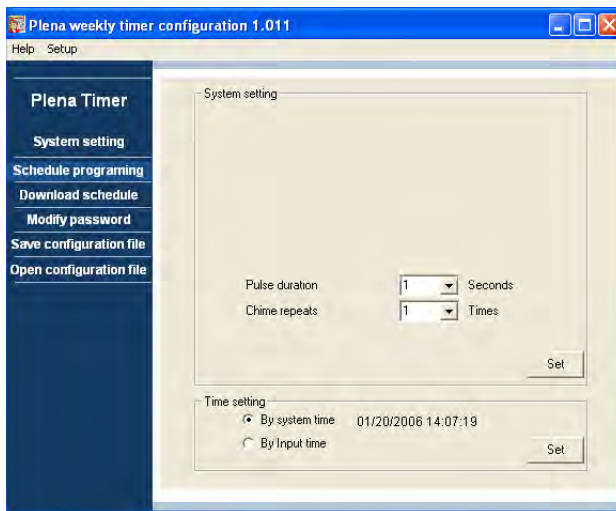 Plena weekly timer configuration 1.011
Help Setup
Plena Timer
System setting
Schedule programing
Download schedule
Modify password
Save configuration file
Open configuration file
System setting
Pulse duration 1 Seconds
Chime repeats 1 Times
Set
Time setting
By system time 01/20/2006 14:07:19
By Input time
Set